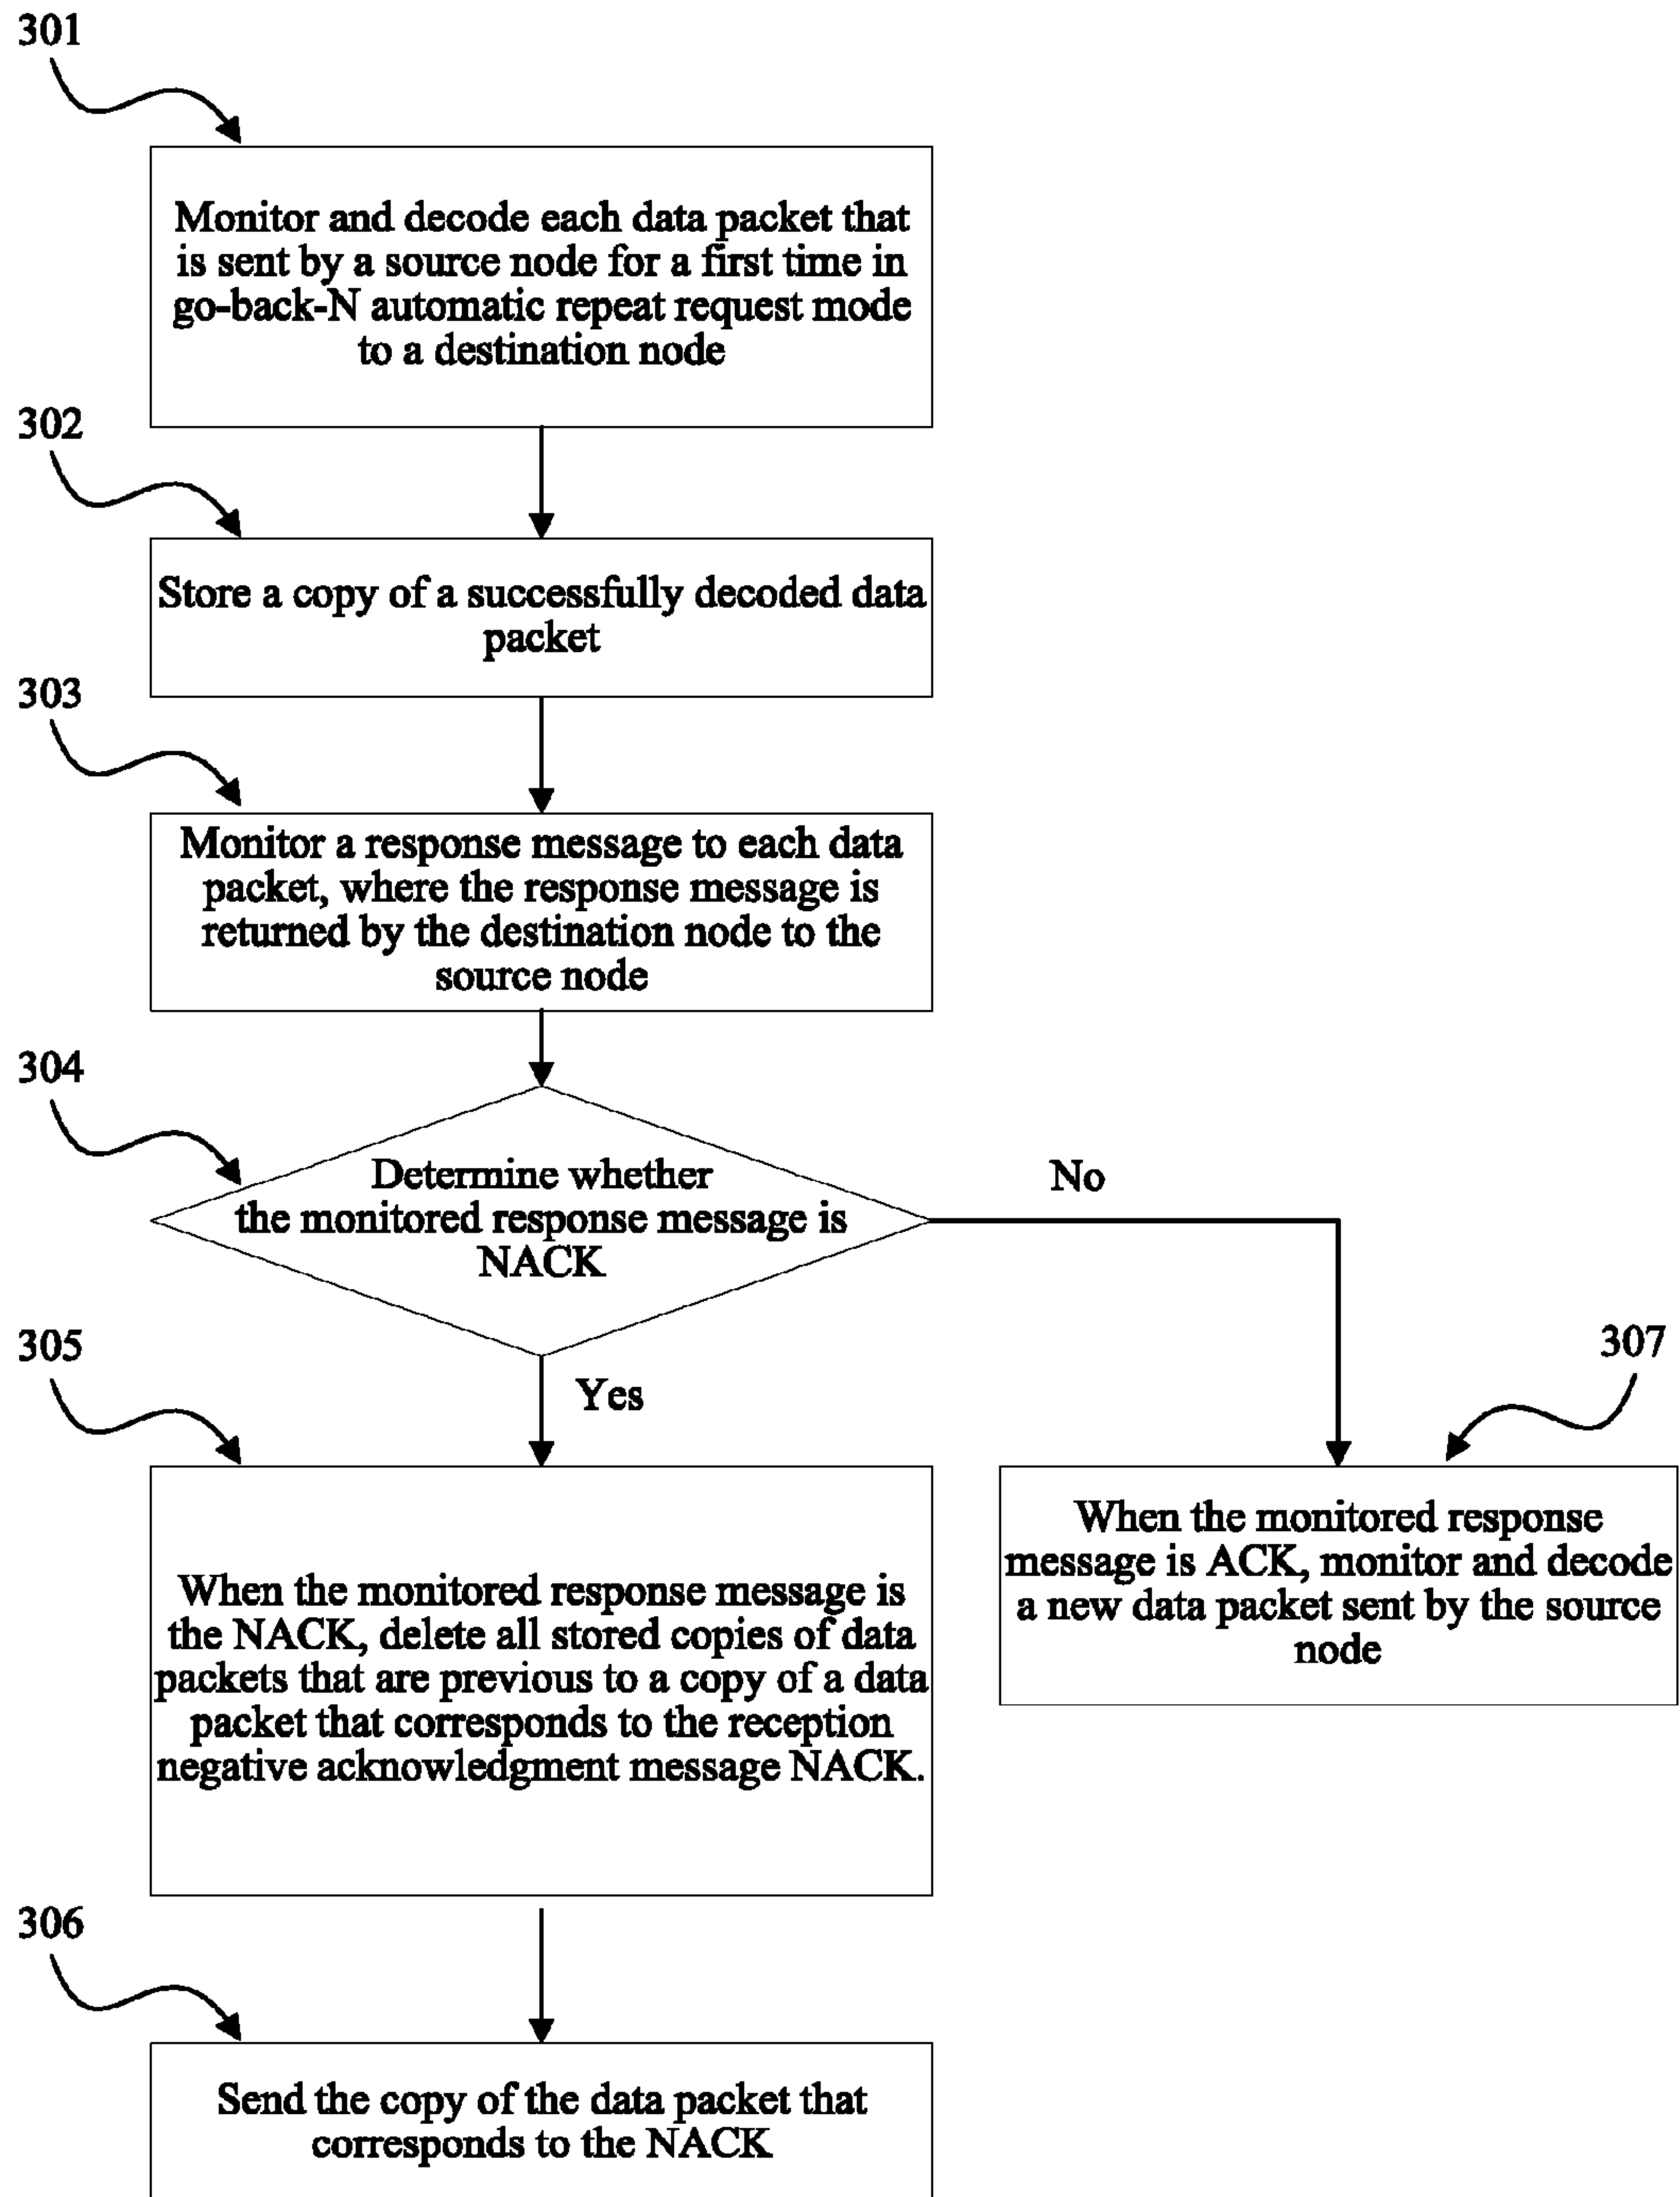 301
Monitor and decode each data packet that
is sent by a source node for a first time in
go-back-N automatic repeat request mode
to a destination node
302
Store a copy of a successfully decoded data
packet
303
Monitor a response message to each data
packet, where the response message is
returned by the destination node to the
source node
304
Determine whether
the monitored response message is
NACK
No
Yes
305
When the monitored response message is
the NACK, delete all stored copies of data
packets that are previous to a copy of a data
packet that corresponds to the reception
negative acknowledgment message NACK.
307
When the monitored response
message is ACK, monitor and decode
a new data packet sent by the source
node
306
Send the copy of the data packet that
corresponds to the NACK